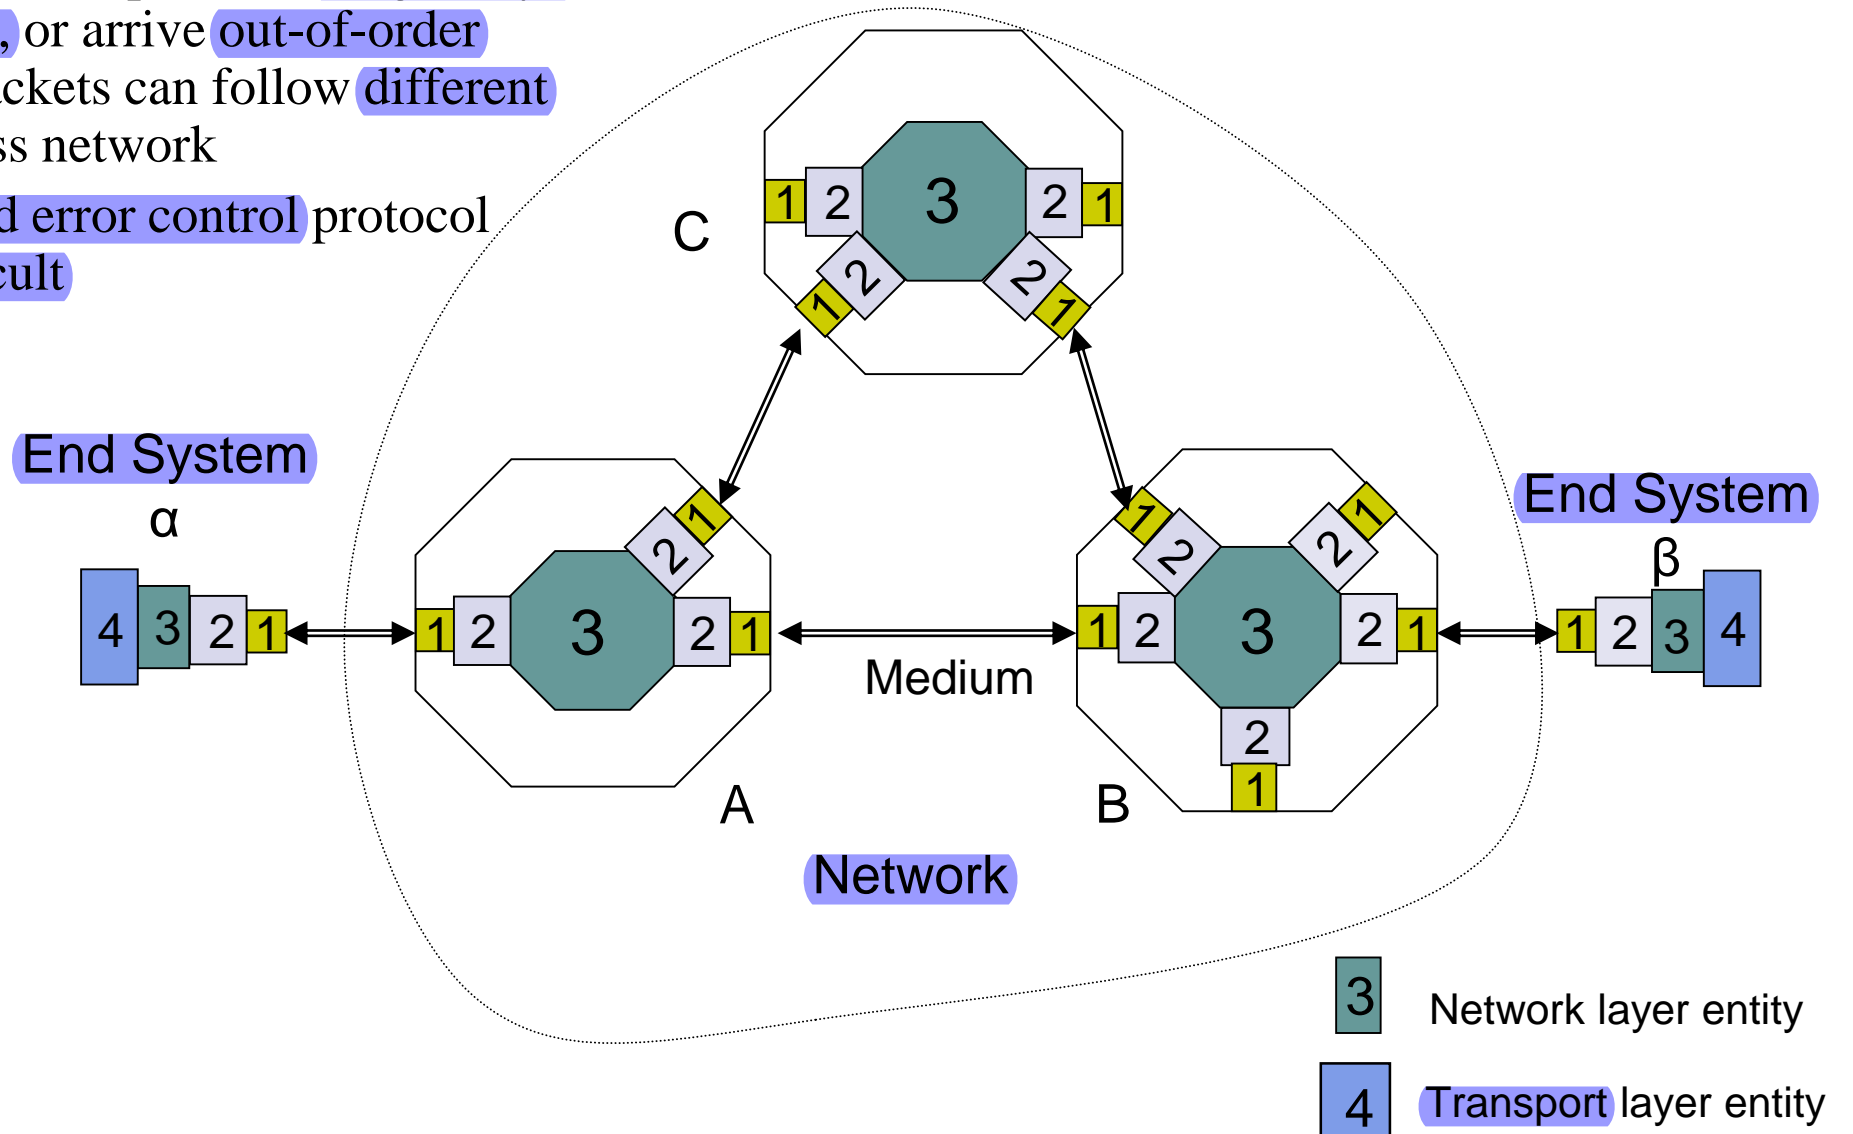 , or arrive out-of-order
ackets can follow different
ss network
d error control protocol
cult
3
1 2 2 1
C
2 2
1 1
End System
α
End System
β
1 1 1
2 2 2
4 3 2 1
1 2 3 2 1
1 2 3 2 1
1 2 3 4
Medium
2
1
A
B
Network
3 Network layer entity
4 Transport layer entity